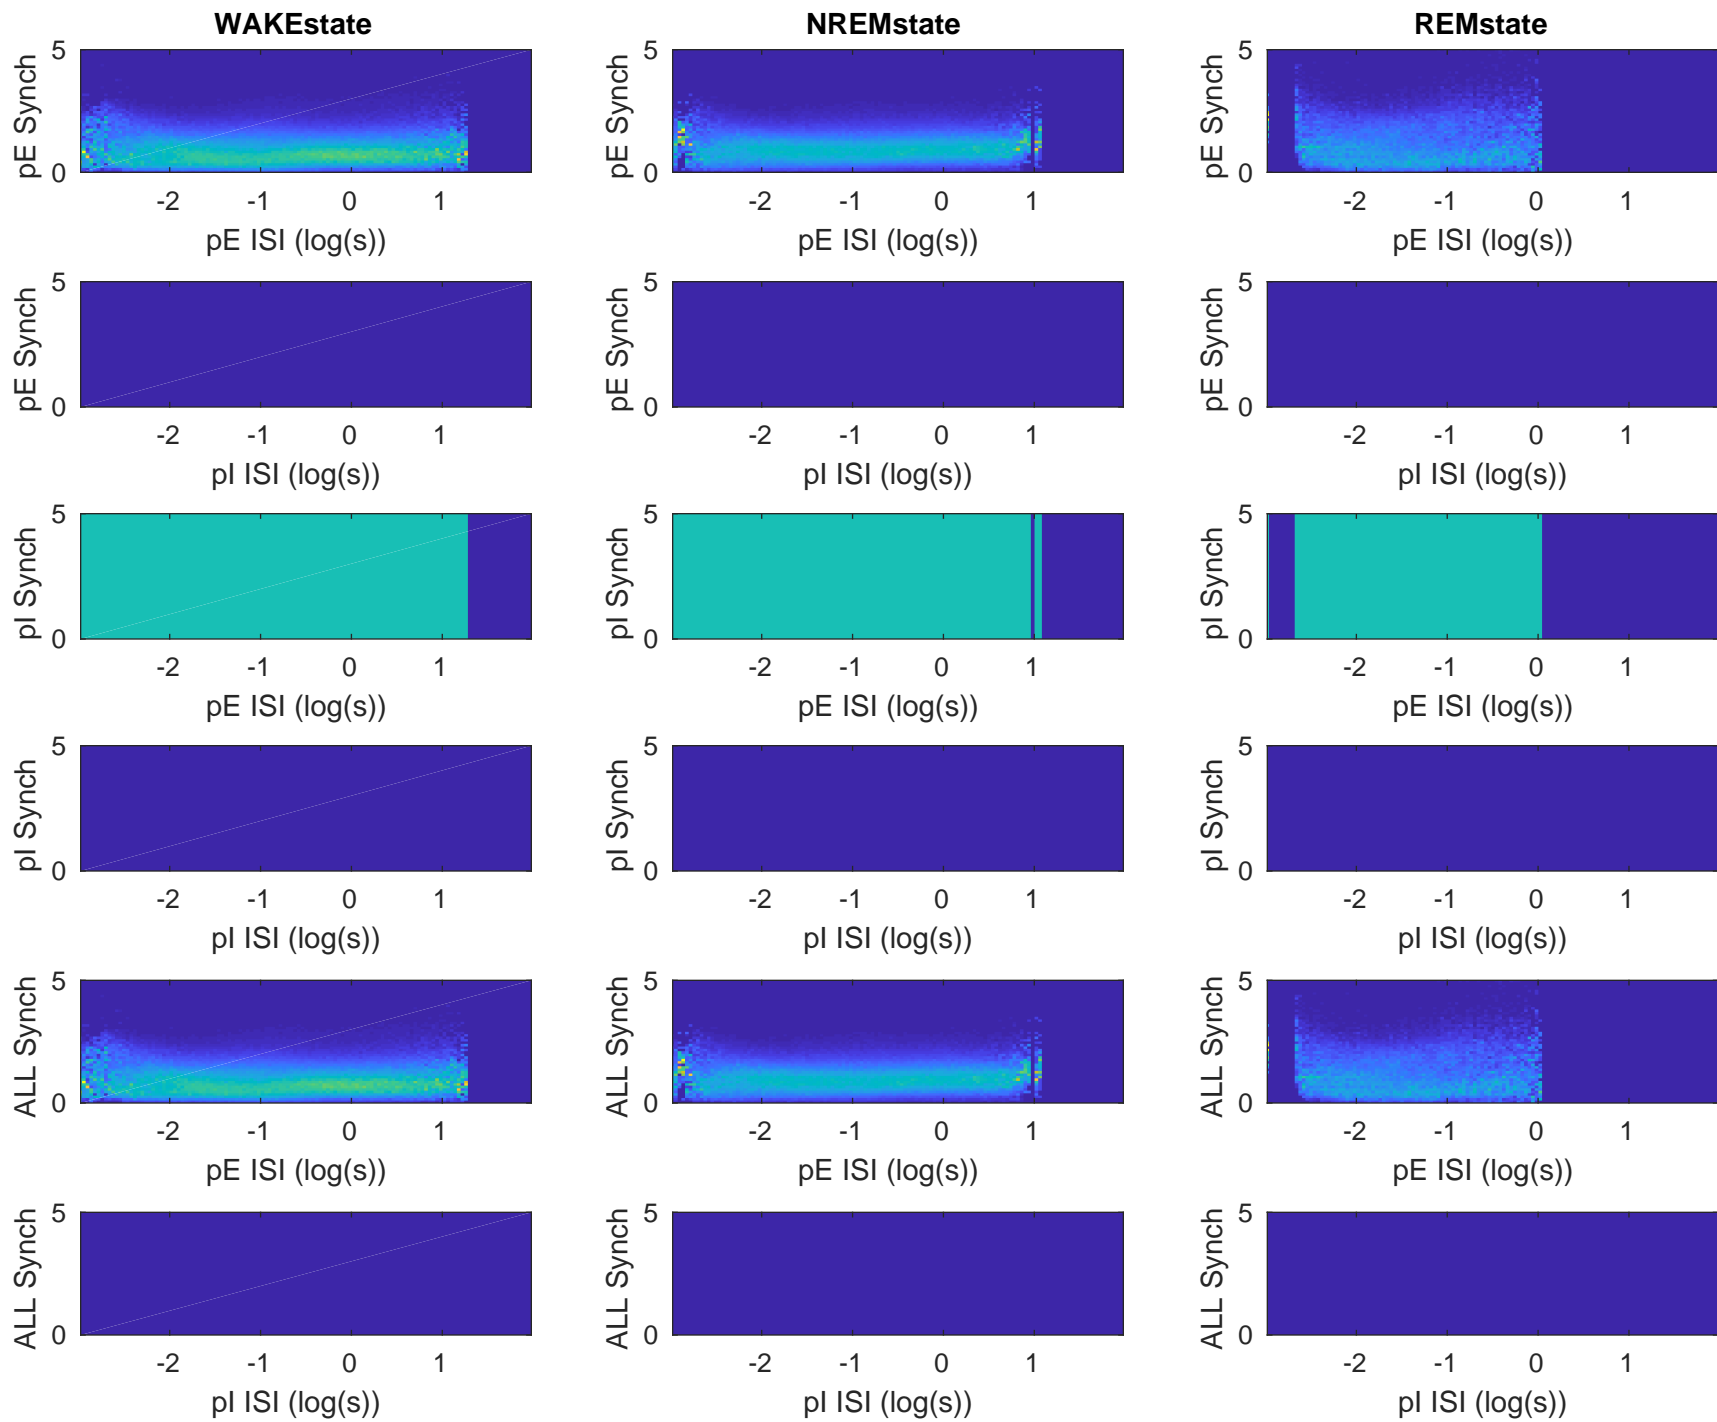 WAKEstate NREMstate REMstate
5 5 5
pE Synch pE Synch pE Synch
0 0 0
-2 -1 0 1 -2 -1 0 1 -2 -1 0 1
pE ISI (log(s)) pE ISI (log(s)) pE ISI (log(s))
5 5 5
pE Synch pE Synch pE Synch
0 0 0
-2 -1 0 1 -2 -1 0 1 -2 -1 0 1
pI ISI (log(s)) pI ISI (log(s)) pI ISI (log(s))
5 5 5
pI Synch pI Synch pI Synch
0 0 0
-2 -1 0 1 -2 -1 0 1 -2 -1 0 1
pE ISI (log(s)) pE ISI (log(s)) pE ISI (log(s))
5 5 5
pI Synch pI Synch pI Synch
0 0 0
-2 -1 0 1 -2 -1 0 1 -2 -1 0 1
pI ISI (log(s)) pI ISI (log(s)) pI ISI (log(s))
5 5 5
ALL Synch ALL Synch ALL Synch
0 0 0
-2 -1 0 1 -2 -1 0 1 -2 -1 0 1
pE ISI (log(s)) pE ISI (log(s)) pE ISI (log(s))
5 5 5
ALL Synch ALL Synch ALL Synch
0 0 0
-2 -1 0 1 -2 -1 0 1 -2 -1 0 1
pI ISI (log(s)) pI ISI (log(s)) pI ISI (log(s))